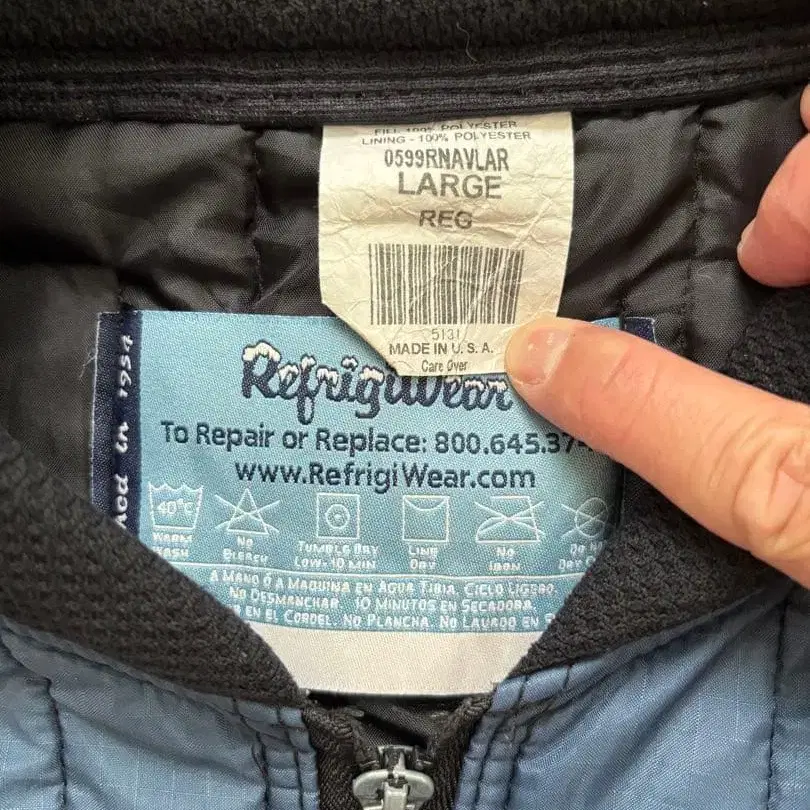 FILL 100% POLYESTER
LINING - 100% POLYESTER
0599RNAVLAR
LARGE
REG
5131
MADE IN U. S. A.
Care Over
RefrigiWear
in 1954
To Repair or Replace: 800.645.37
www.RefrigiWear.com
40°C
WARM WASH
NO BLEACH
TUMBLE DRY LOW-10 MIN
LINE DRY
NO IRON
A MANO Ó A MAQUINA EN AGUA TIBIA. CICLO LIGERO.
NO DESMANCHAR. 10 MINUTOS EN SECADORA.
EN EL CORDEL. NO PLANCHA. NO LAVADO EN